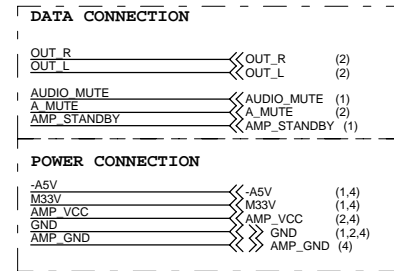 DATA CONNECTION
OUT_R OUT_R (2)
OUT_L OUT_L (2)
AUDIO_MUTE AUDIO_MUTE (1)
A_MUTE A_MUTE (2)
AMP_STANDBY AMP_STANDBY (1)
POWER CONNECTION
-A5V -A5V (1,4)
M33V M33V (1,4)
AMP_VCC AMP_VCC (2,4)
GND GND (1,2,4)
AMP_GND AMP_GND (4)